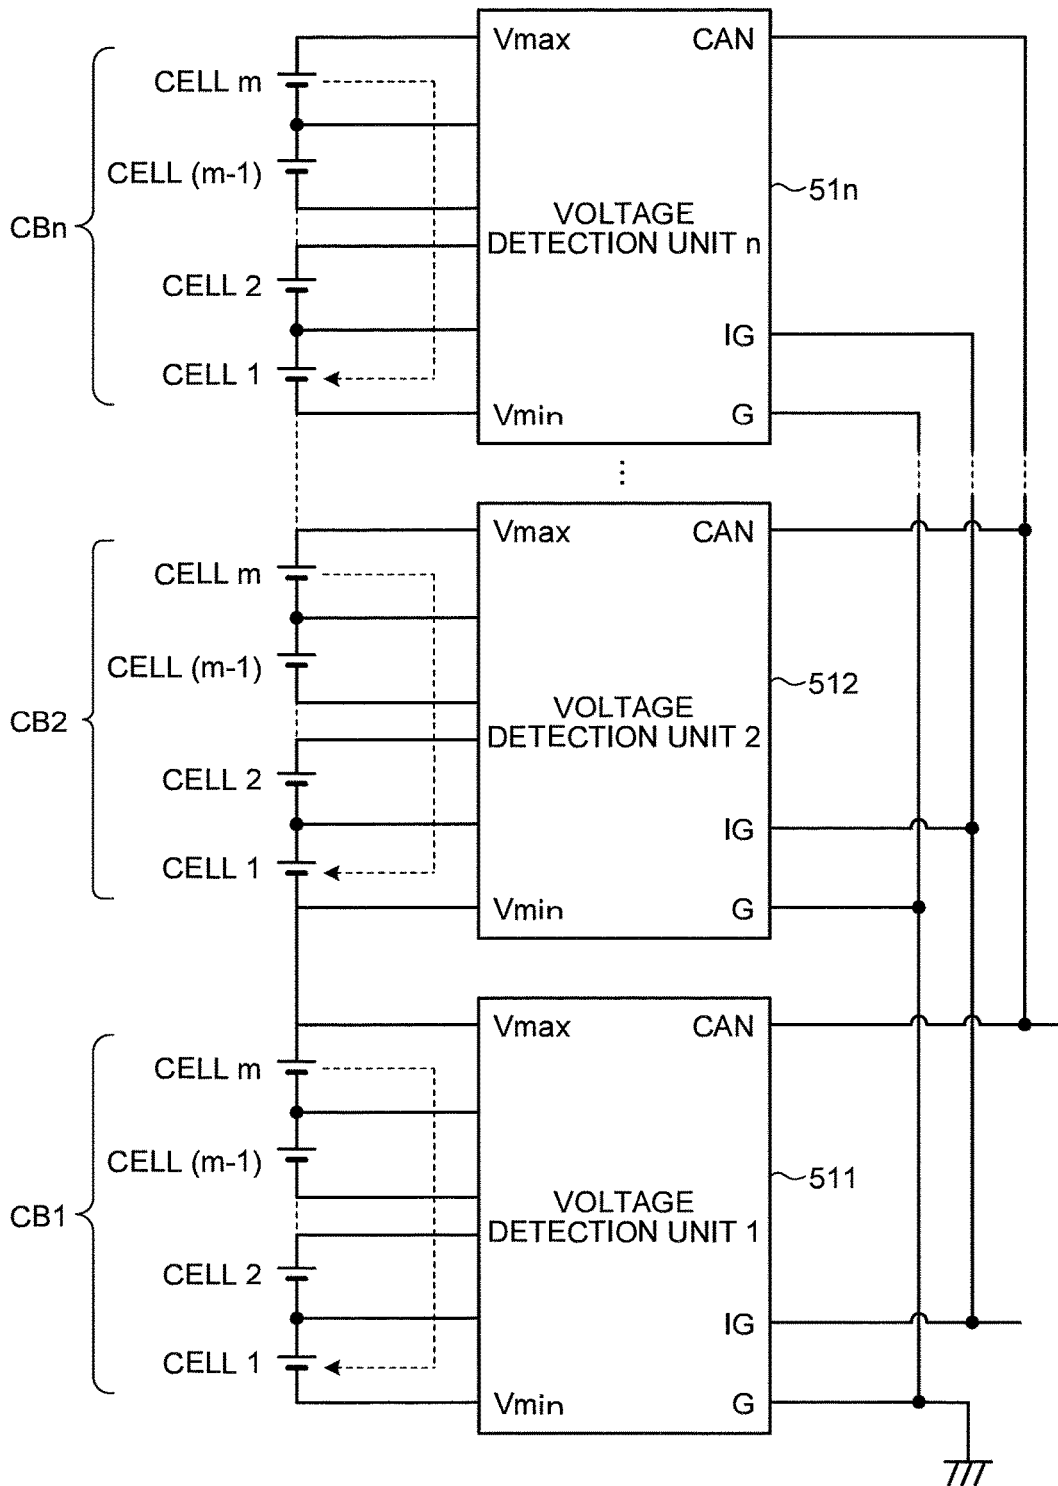 Vmax CAN
CELL m
CELL (m-1)
51n
CBn
VOLTAGE
DETECTION UNIT n
CELL 2
IG
CELL 1
Vmin G
⋮
Vmax CAN
CELL m
CELL (m-1)
512
CB2
VOLTAGE
DETECTION UNIT 2
CELL 2
IG
CELL 1
Vmin G
Vmax CAN
CELL m
CELL (m-1)
511
CB1
VOLTAGE
DETECTION UNIT 1
CELL 2
IG
CELL 1
Vmin G